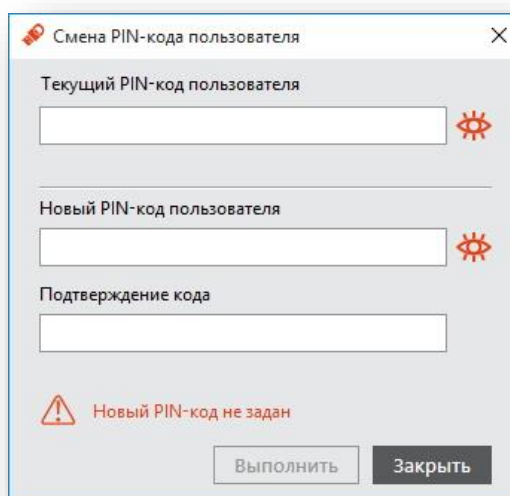 Смена PIN-кода пользователя
Текущий PIN-код пользователя
Новый PIN-код пользователя
Подтверждение кода
Новый PIN-код не задан
Выполнить Закрыть